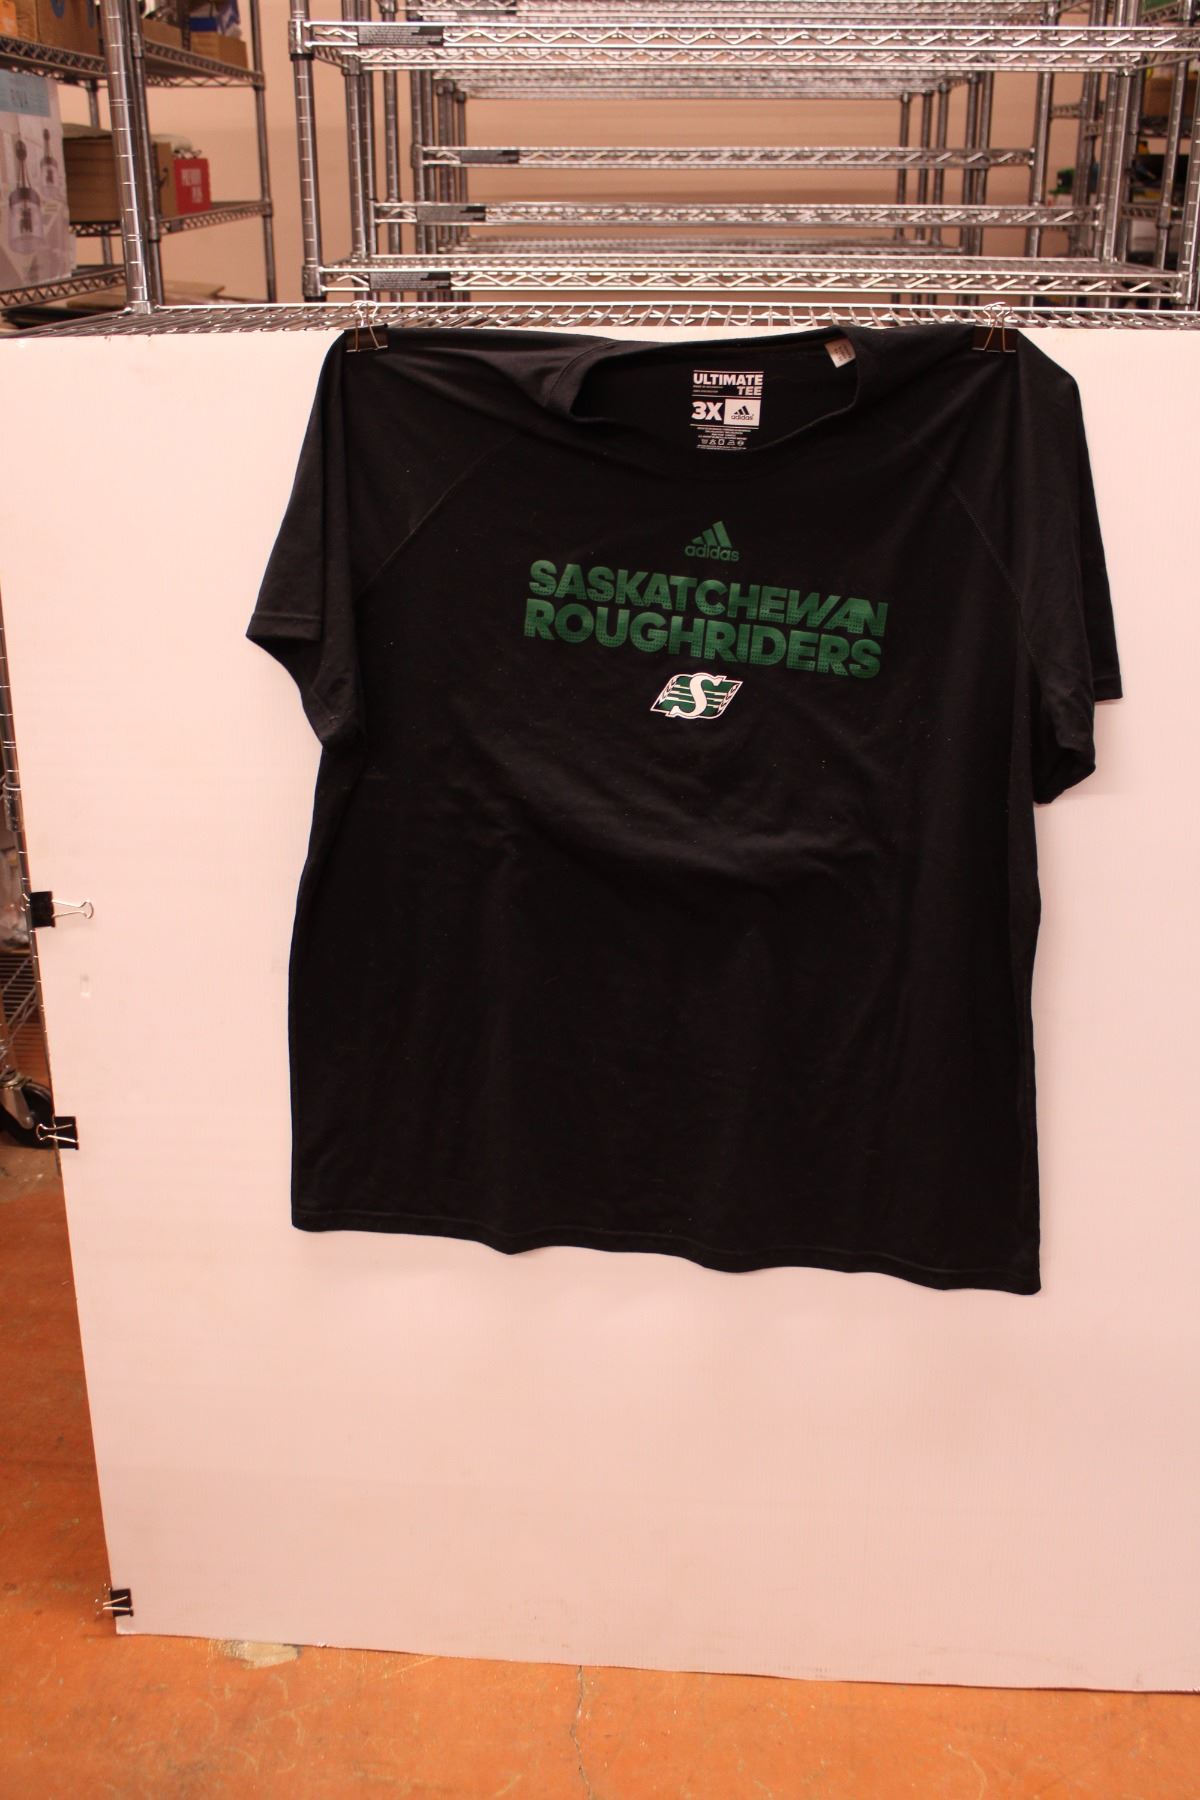 ULTIMATE
TEE
3X
adidas
adidas
SASKATCHEWAN
ROUGHRIDERS
S